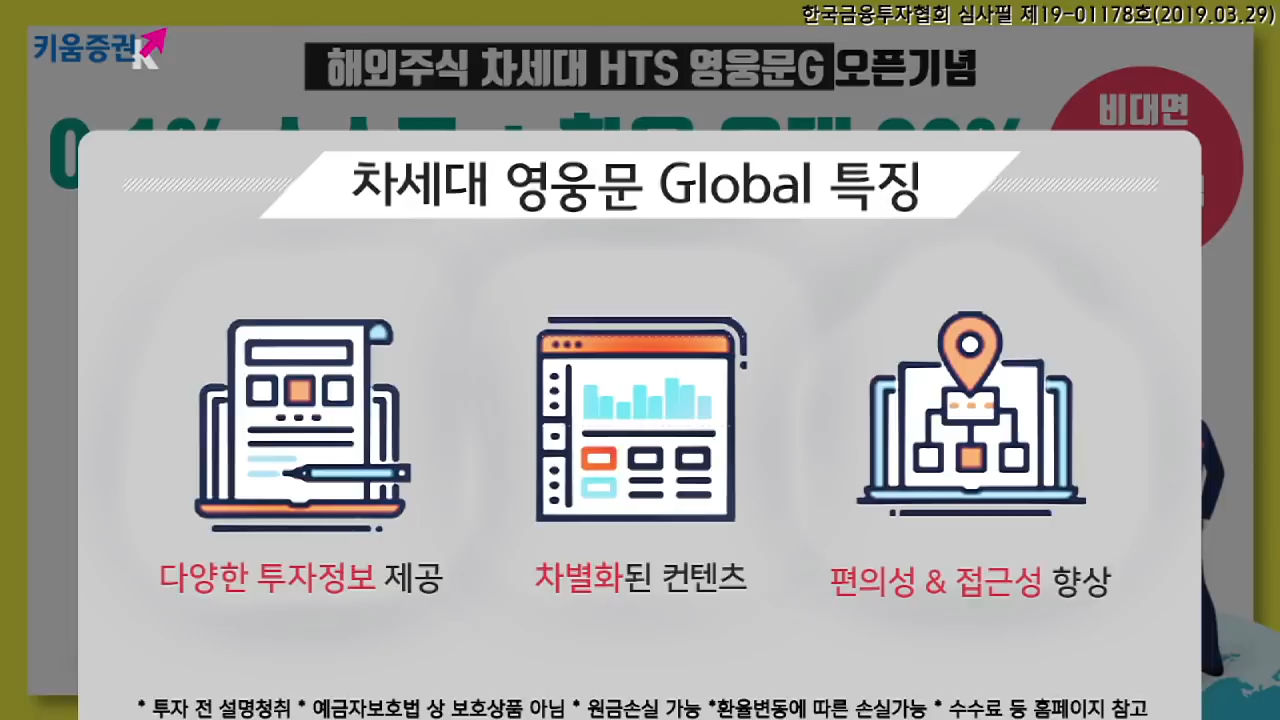 한국금융투자협회 심사필 제19-01178호(2019.03.29)
키움증권
해외주식 차세대 HTS 영웅문G 오픈기념
비대면
차세대 영웅문 Global 특징
다양한 투자정보 제공
차별화된 컨텐츠
편의성 & 접근성 향상
* 투자 전 설명청취 * 예금자보호법 상 보호상품 아님 * 원금손실 가능 *환율변동에 따른 손실가능 * 수수료 등 홈페이지 참고